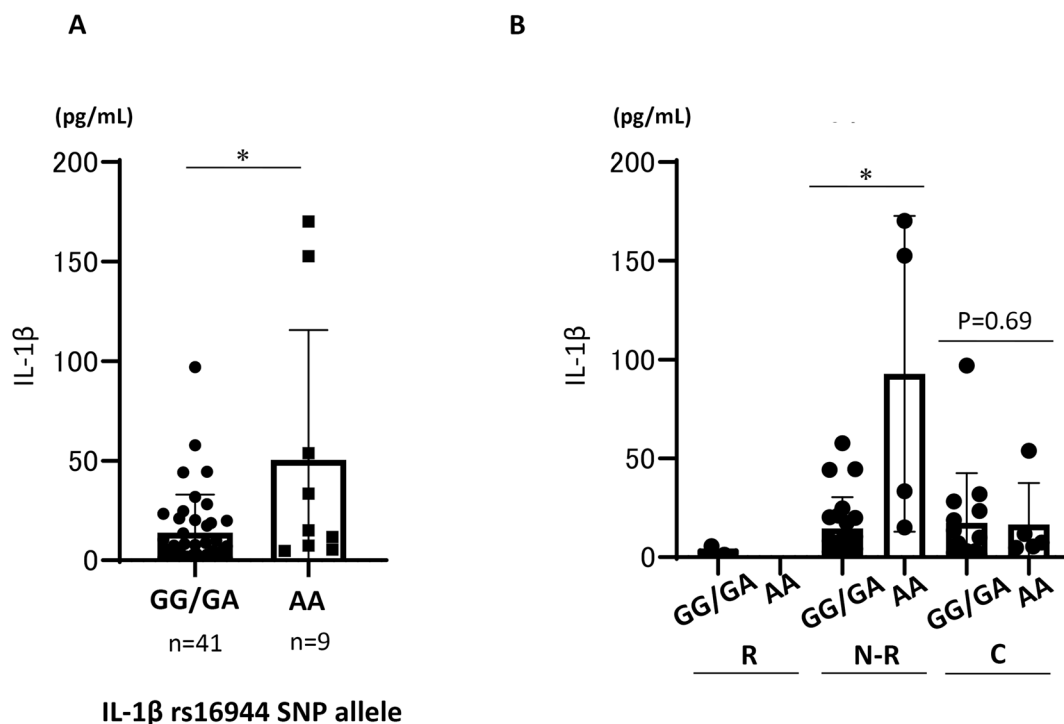 A
(pg/mL)
*
200
150
100
50
0
IL-1β
GG/GA
AA
n=41
n=9
IL-1β rs16944 SNP allele
B
(pg/mL)
*
P=0.69
200
150
100
50
0
IL-1β
GG/GA
AA
GG/GA
AA
GG/GA
AA
R
N-R
C